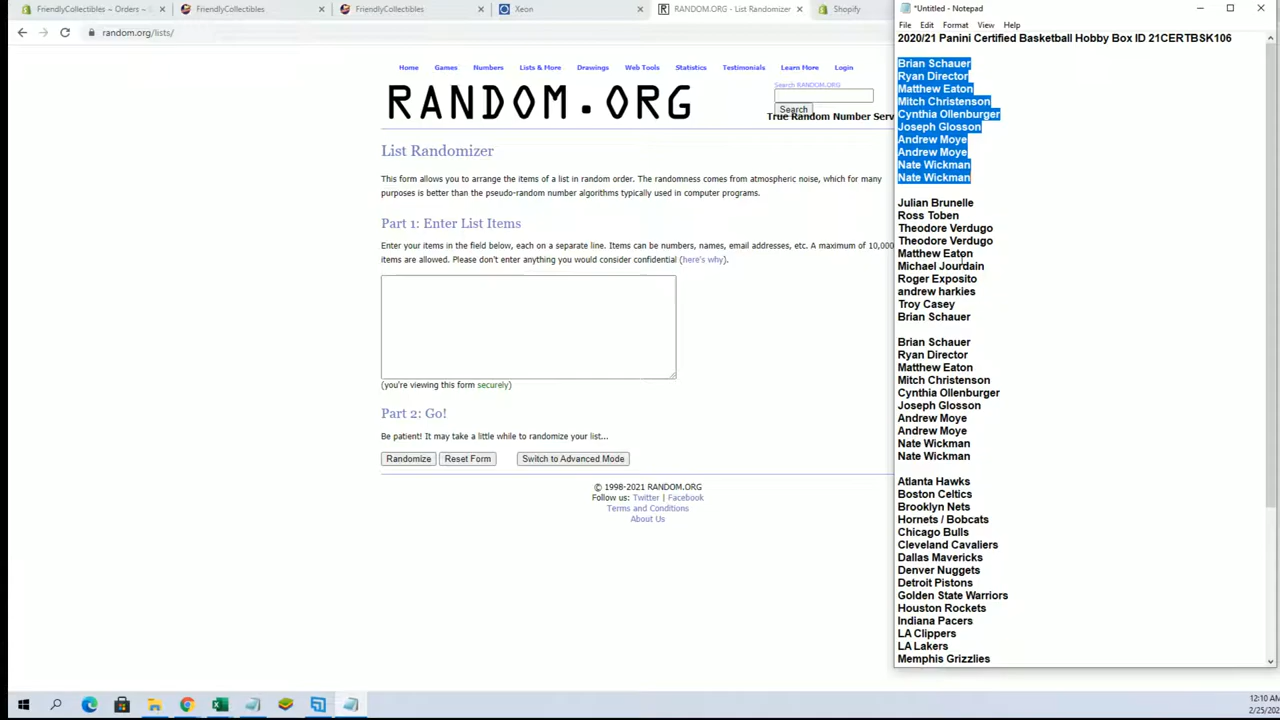 FriendlyCollectibles ~ Orders ~
FriendlyCollectibles
FriendlyCollectibles
Xeon
RANDOM.ORG - List Randomizer
Shopify
random.org/lists/
Home
Games
Numbers
Lists & More
Drawings
Web Tools
Statistics
Testimonials
Learn More
Login
RANDOM.ORG
Search RANDOM.ORG
Search
True Random Number Serv
List Randomizer
This form allows you to arrange the items of a list in random order. The randomness comes from atmospheric noise, which for many
purposes is better than the pseudo-random number algorithms typically used in computer programs.
Part 1: Enter List Items
Enter your items in the field below, each on a separate line. Items can be numbers, names, email addresses, etc. A maximum of 10,000
items are allowed. Please don't enter anything you would consider confidential (here's why).
(you're viewing this form securely)
Part 2: Go!
Be patient! It may take a little while to randomize your list...
Randomize
Reset Form
Switch to Advanced Mode
© 1998-2021 RANDOM.ORG
Follow us: Twitter | Facebook
Terms and Conditions
About Us
*Untitled - Notepad
File Edit Format View Help
2020/21 Panini Certified Basketball Hobby Box ID 21CERTBSK106
Brian Schauer
Ryan Director
Matthew Eaton
Mitch Christenson
Cynthia Ollenburger
Joseph Glosson
Andrew Moye
Andrew Moye
Nate Wickman
Nate Wickman
Julian Brunelle
Ross Toben
Theodore Verdugo
Theodore Verdugo
Matthew Eaton
Michael Jourdain
Roger Exposito
andrew harkies
Troy Casey
Brian Schauer
Brian Schauer
Ryan Director
Matthew Eaton
Mitch Christenson
Cynthia Ollenburger
Joseph Glosson
Andrew Moye
Andrew Moye
Nate Wickman
Nate Wickman
Atlanta Hawks
Boston Celtics
Brooklyn Nets
Hornets / Bobcats
Chicago Bulls
Cleveland Cavaliers
Dallas Mavericks
Denver Nuggets
Detroit Pistons
Golden State Warriors
Houston Rockets
Indiana Pacers
LA Clippers
LA Lakers
Memphis Grizzlies
12:10 AM
2/25/202